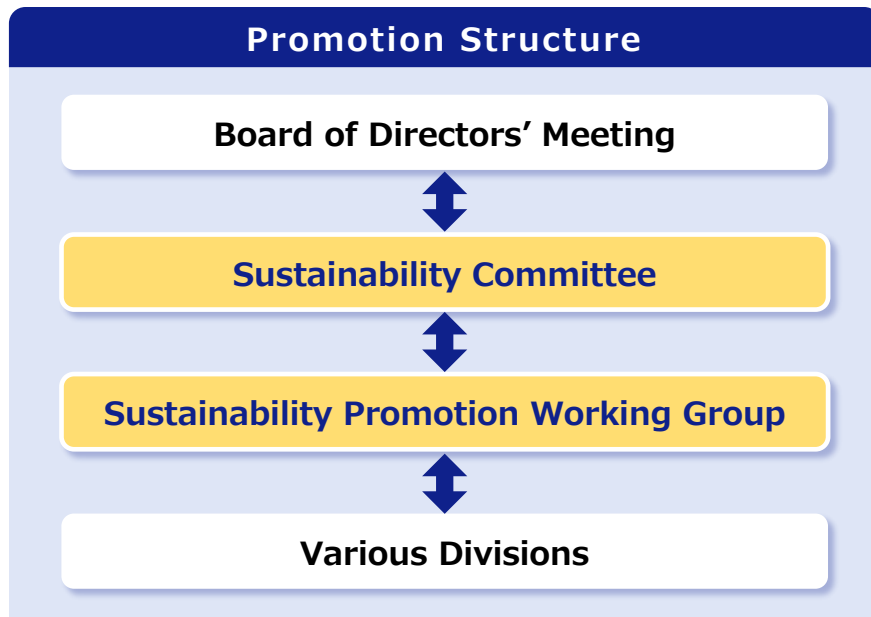 Promotion Structure
Board of Directors’ Meeting
Sustainability Committee
Sustainability Promotion Working Group
Various Divisions